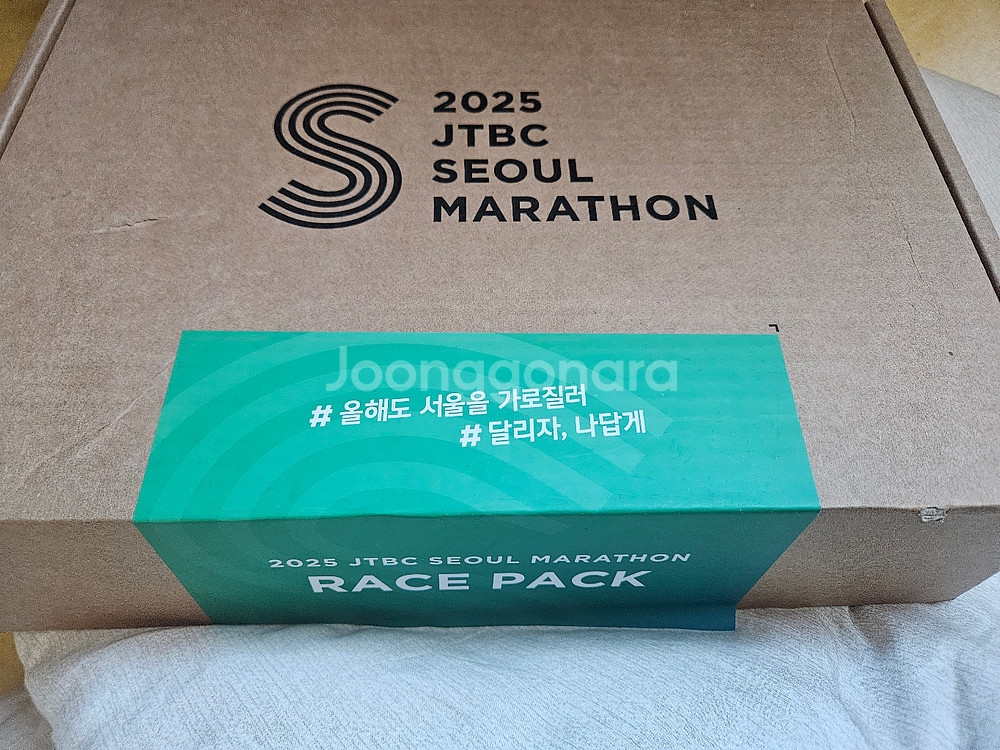 2025
JTBC
SEOUL
MARATHON
Joonggonara
# 올해도 서울을 가로질러
# 달리자, 나답게
2025 JTBC SEOUL MARATHON
RACE PACK